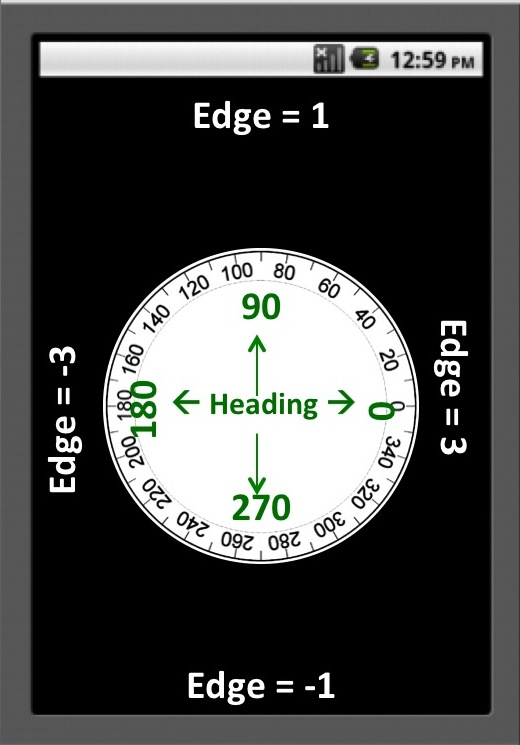 12:59 PM
Edge = 1
100 80
120 60
140 40
160 20
90
Edge = -3
180 180
Heading
0 0
Edge = 3
200 340
220 320
240 300
260 280
270
Edge = -1